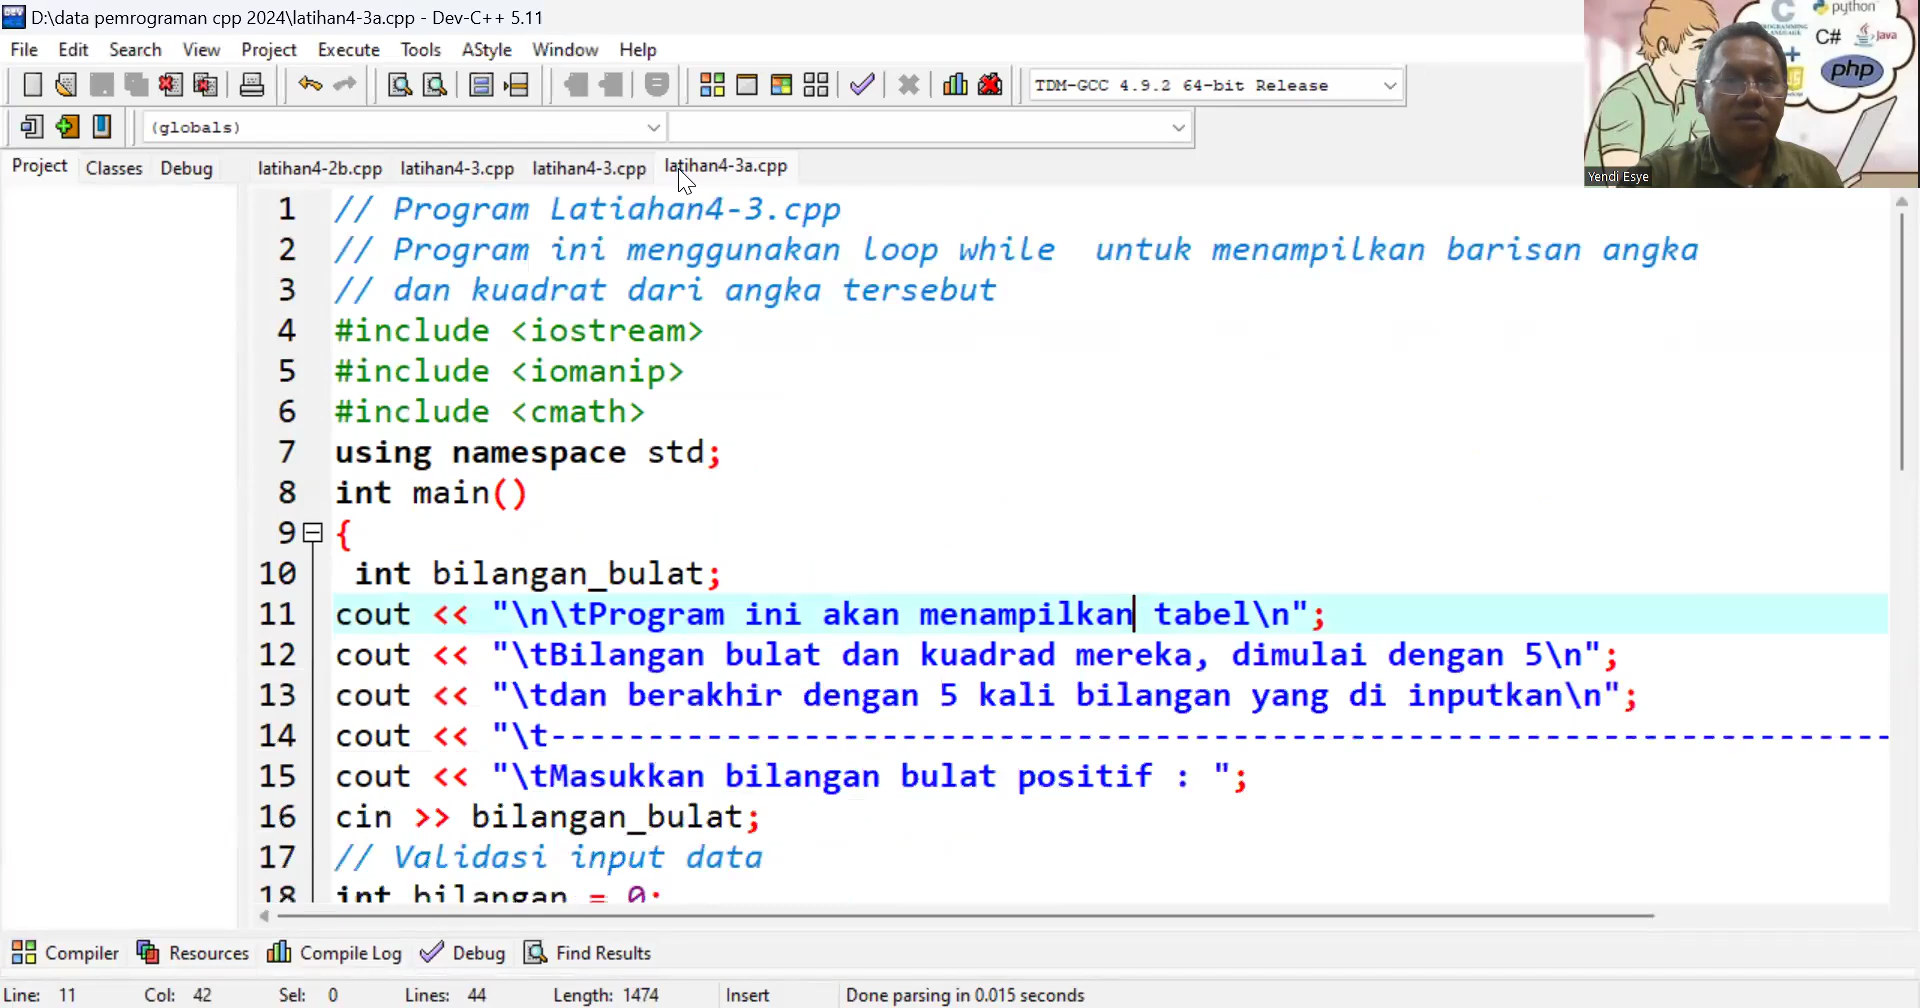 D:\data pemrograman cpp 2024\latihan4-3a.cpp - Dev-C++ 5.11
File Edit Search View Project Execute Tools AStyle Window Help
TDM-GCC 4.9.2 64-bit Release
(globals)
Project Classes Debug latihan4-2b.cpp latihan4-3.cpp latihan4-3.cpp latihan4-3a.cpp
python
C
C#
Java
php
Yendi Esye
1 // Program Latiahan4-3.cpp
2 // Program ini menggunakan loop while  untuk menampilkan barisan angka
3 // dan kuadrat dari angka tersebut
4 #include <iostream>
5 #include <iomanip>
6 #include <cmath>
7 using namespace std;
8 int main()
9 {
10 int bilangan_bulat;
11 cout << "\n\tProgram ini akan menampilkan tabel\n";
12 cout << "\tBilangan bulat dan kuadrad mereka, dimulai dengan 5\n";
13 cout << "\tdan berakhir dengan 5 kali bilangan yang di inputkan\n";
14 cout << "\t--------------------------------------------------------------------
15 cout << "\tMasukkan bilangan bulat positif : ";
16 cin >> bilangan_bulat;
17 // Validasi input data
18 int bilangan = 0;
Compiler Resources Compile Log Debug Find Results
Line: 11 Col: 42 Sel: 0 Lines: 44 Length: 1474 Insert Done parsing in 0.015 seconds